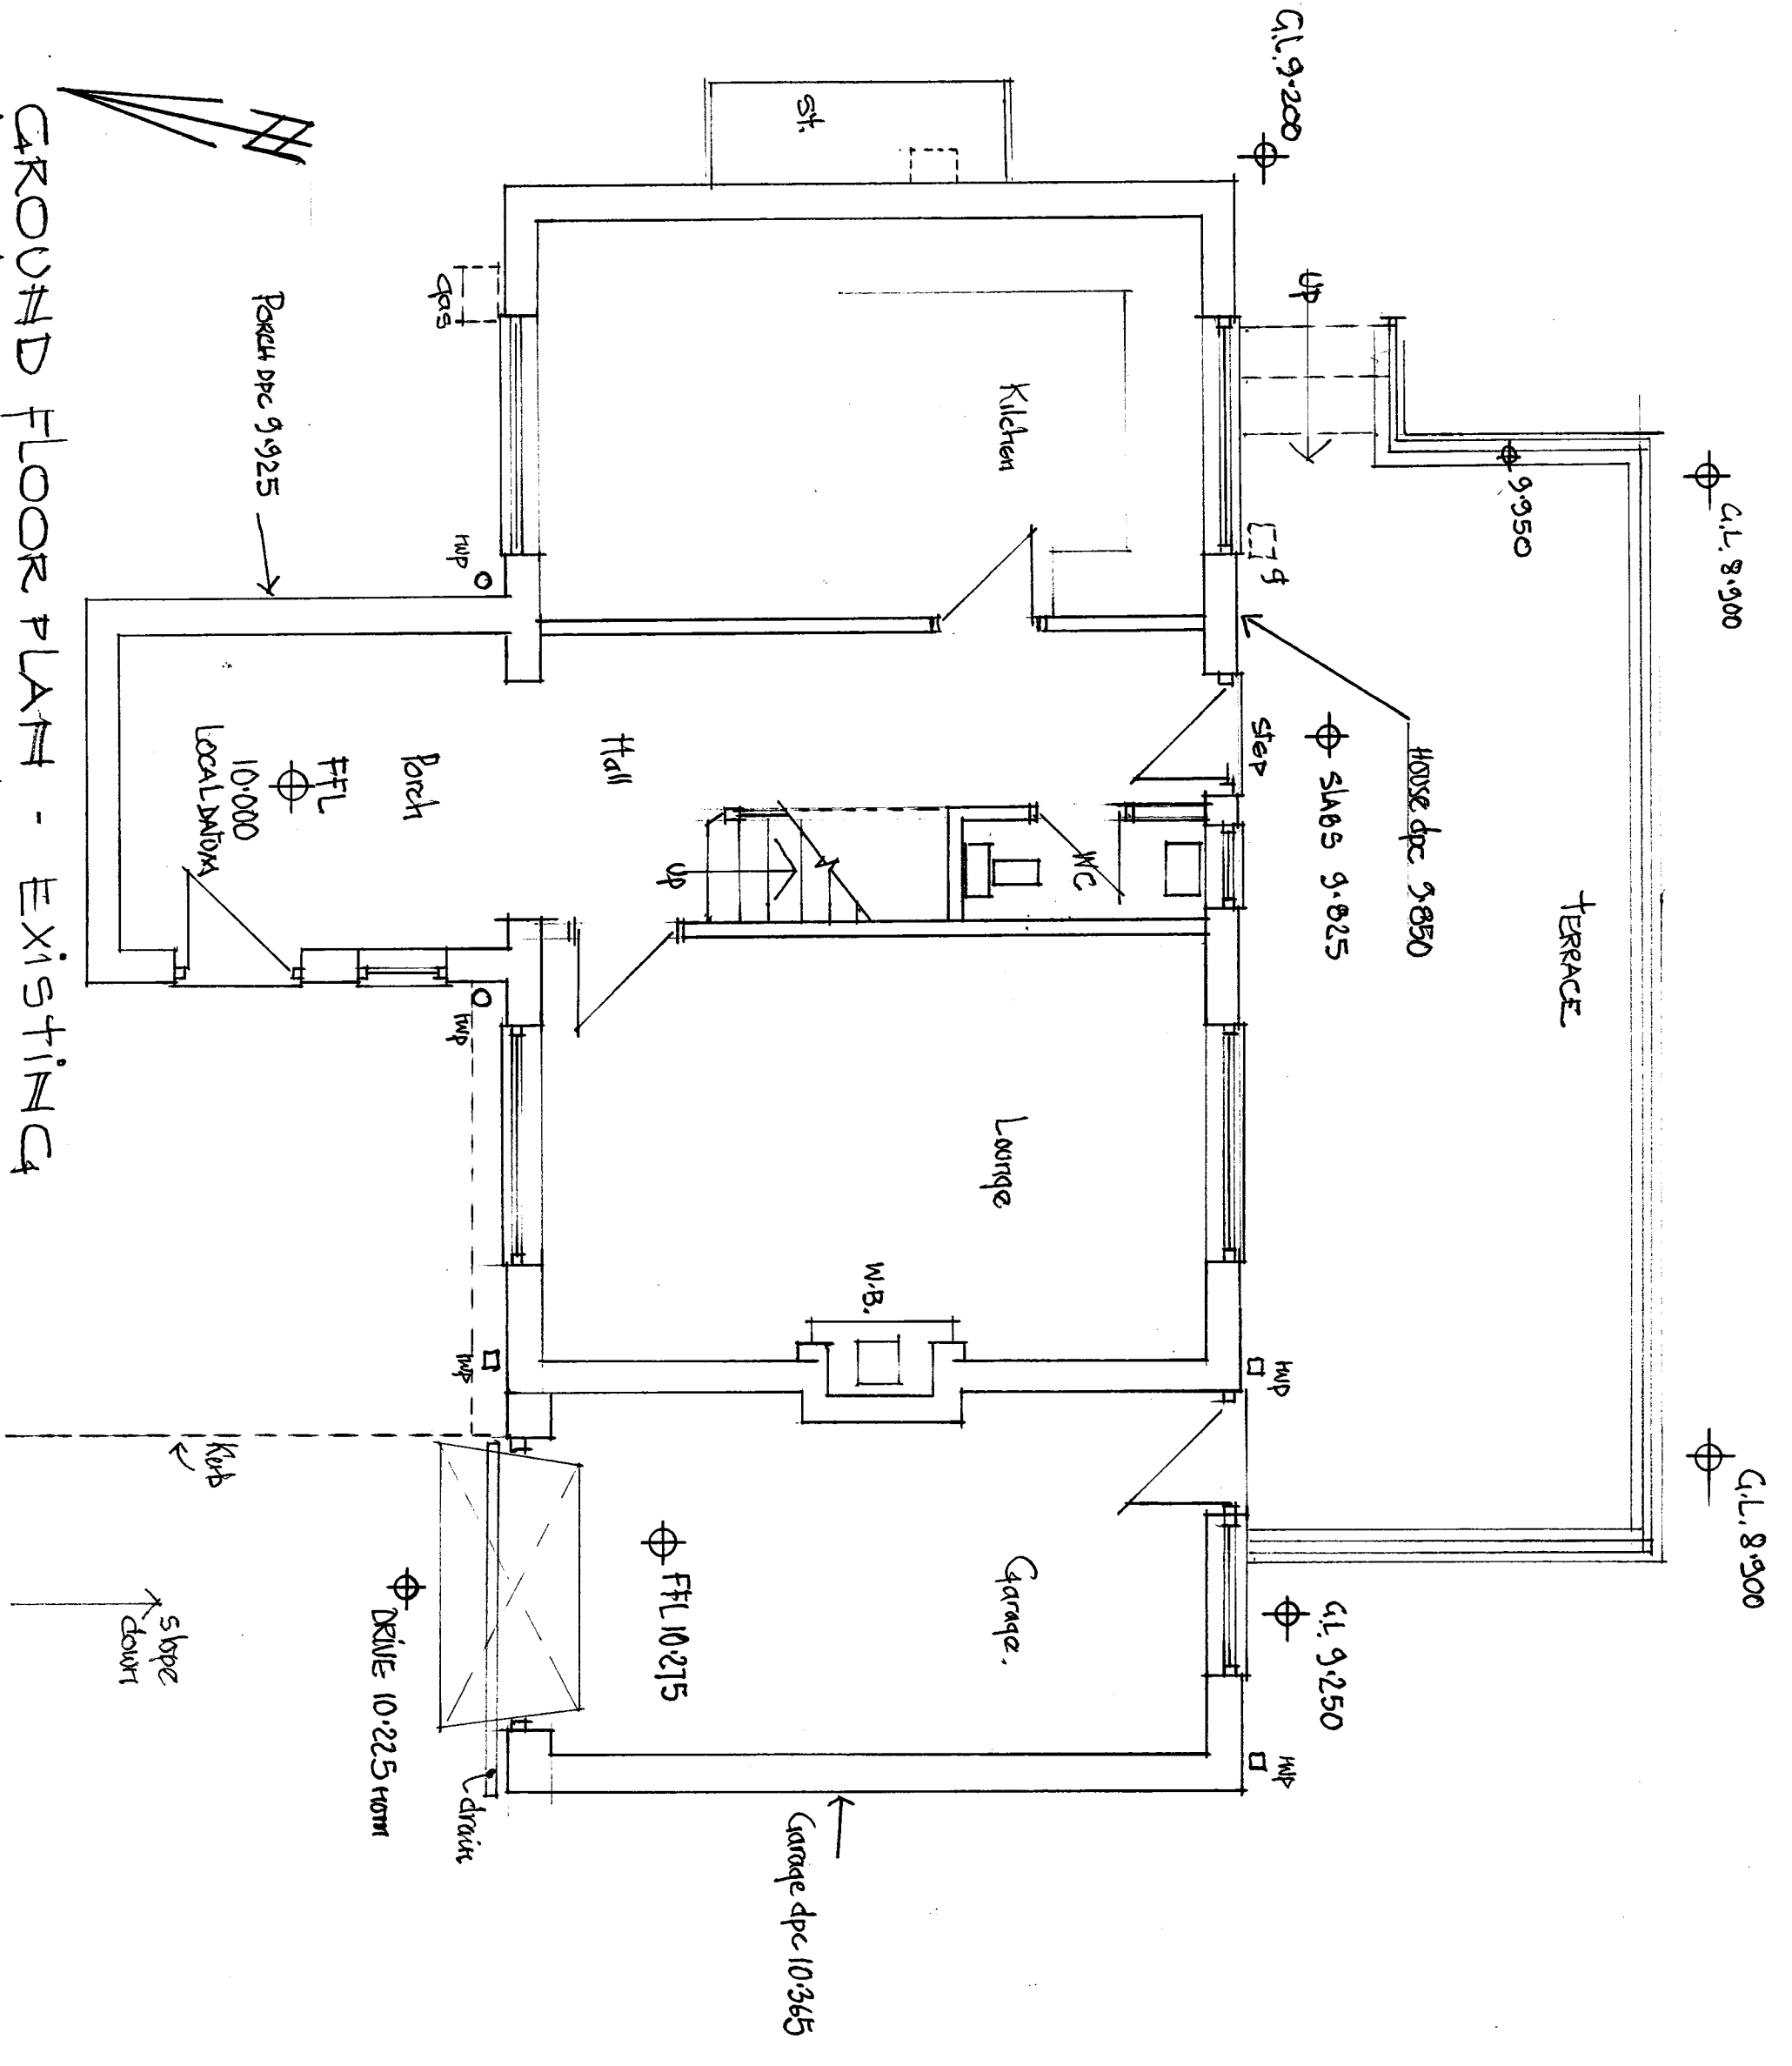 G.L. 9.200
G.L. 8.900
G.L. 8.900
UP
9.950
TERRACE
g
HOUSE dpc 9.850
SLABS 9.825
Step
G.L. 9.250
RWP
RWP
St.
Kitchen
WC
Lounge
Garage.
W.B.
UP
Hall
FFL 10.275
Garage dpc 10.365
gas
RWP
RWP
RWP
Porch
FFL
10.000
LOCAL DATUM
PORCH DPC 9.925
DRIVE 10.225 nom
drain
Kerb
slope
down
N
GROUND FLOOR PLAN - EXISTING